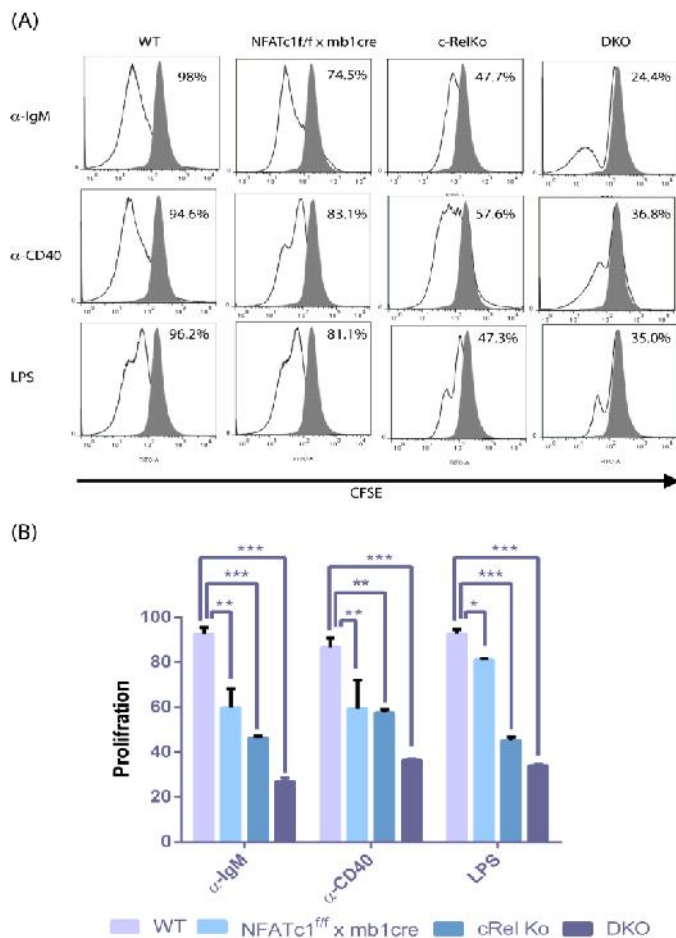 (A)
WT NFATc1f/f x mb1cre c-RelKo DKO
α-IgM 98% 74.5% 47.7% 24.4%
α-CD40 94.6% 83.1% 57.6% 36.8%
LPS 96.2% 81.1% 47.3% 35.0%
CFSE
(B)
*** *** ***
*** ** ***
** ** *
Prolifration
100
80
60
40
20
0
α-IgM α-CD40 LPS
WT NFATc1f/f x mb1cre cRel Ko DKO